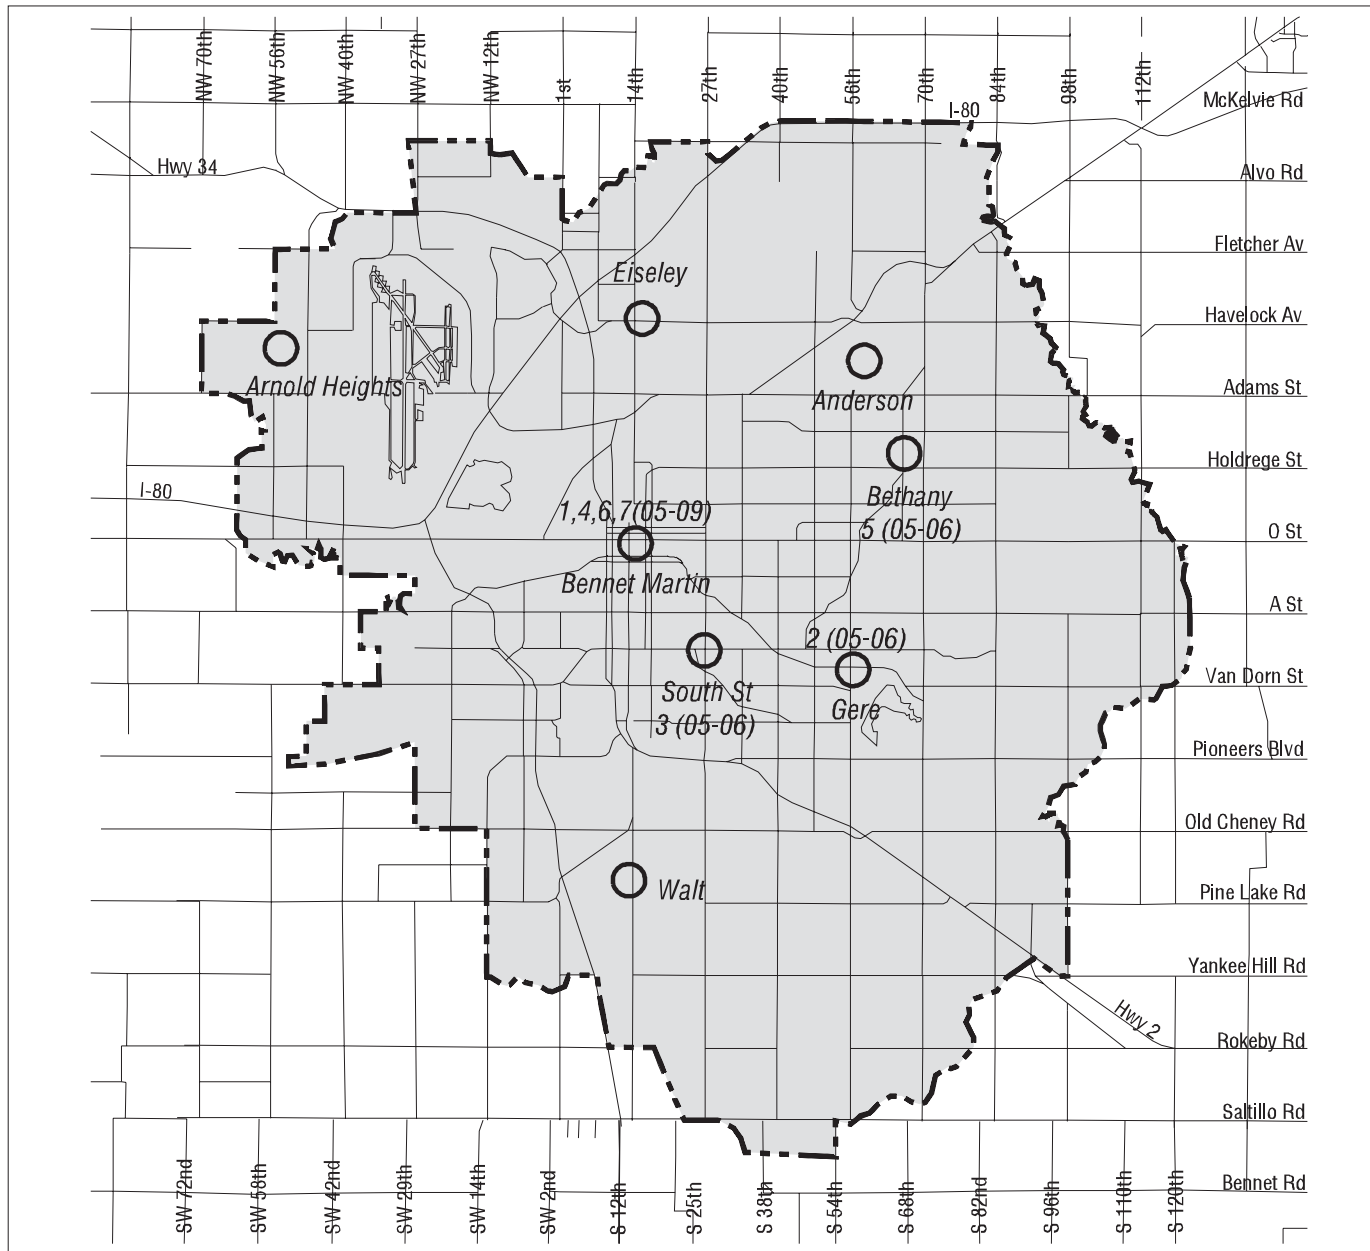 NW 70th
NW 56th
NW 40th
NW 27th
NW 12th
1st
14th
27th
40th
56th
70th
84th
98th
112th
McKelvie Rd
I-80
Hwy 34
Alvo Rd
Fletcher Av
Eiseley
Havelock Av
Arnold Heights
Adams St
Anderson
Holdrege St
I-80
Bethany
5 (05-06)
1,4,6,7(05-09)
O St
Bennet Martin
A St
2 (05-06)
Van Dorn St
South St
3 (05-06)
Gere
Pioneers Blvd
Old Cheney Rd
Walt
Pine Lake Rd
Yankee Hill Rd
Hwy 2
Rokeby Rd
Saltillo Rd
Bennet Rd
SW 72nd
SW 58th
SW 42nd
SW 29th
SW 14th
SW 2nd
S 12th
S 25th
S 38th
S 54th
S 68th
S 82nd
S 96th
S 110th
S 120th